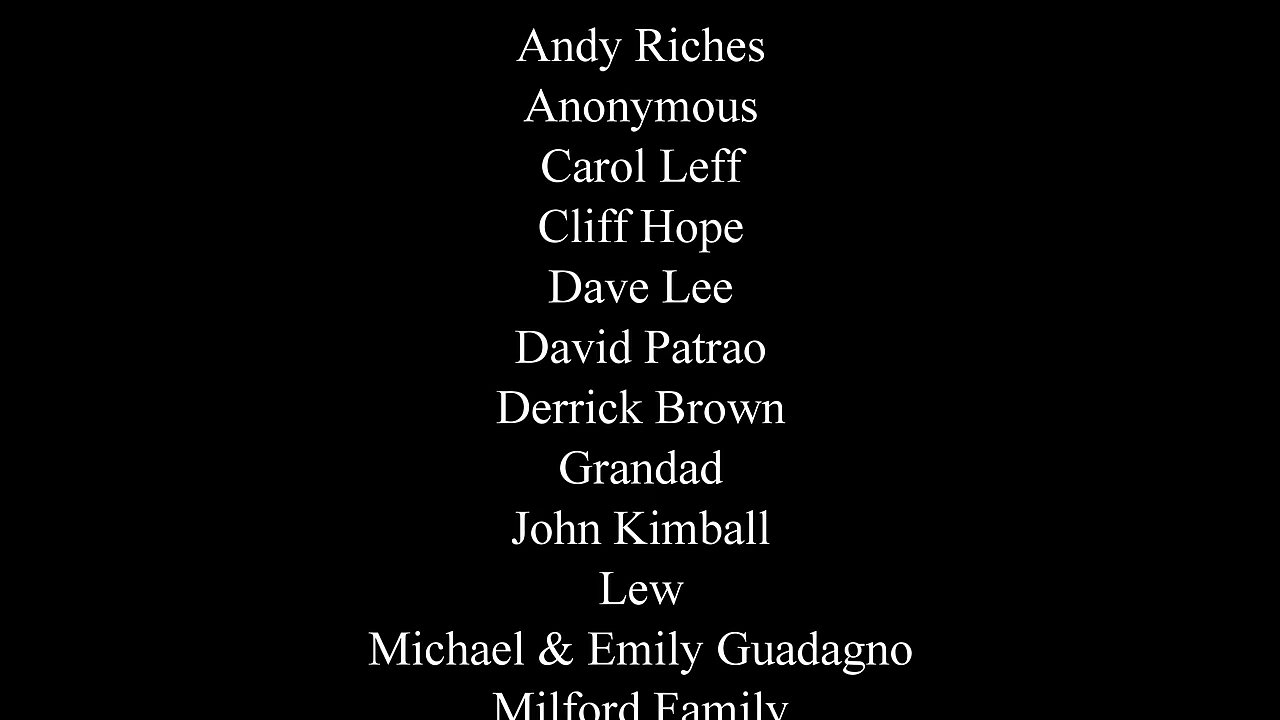 Andy Riches
Anonymous
Carol Leff
Cliff Hope
Dave Lee
David Patrao
Derrick Brown
Grandad
John Kimball
Lew
Michael & Emily Guadagno
Milford Family